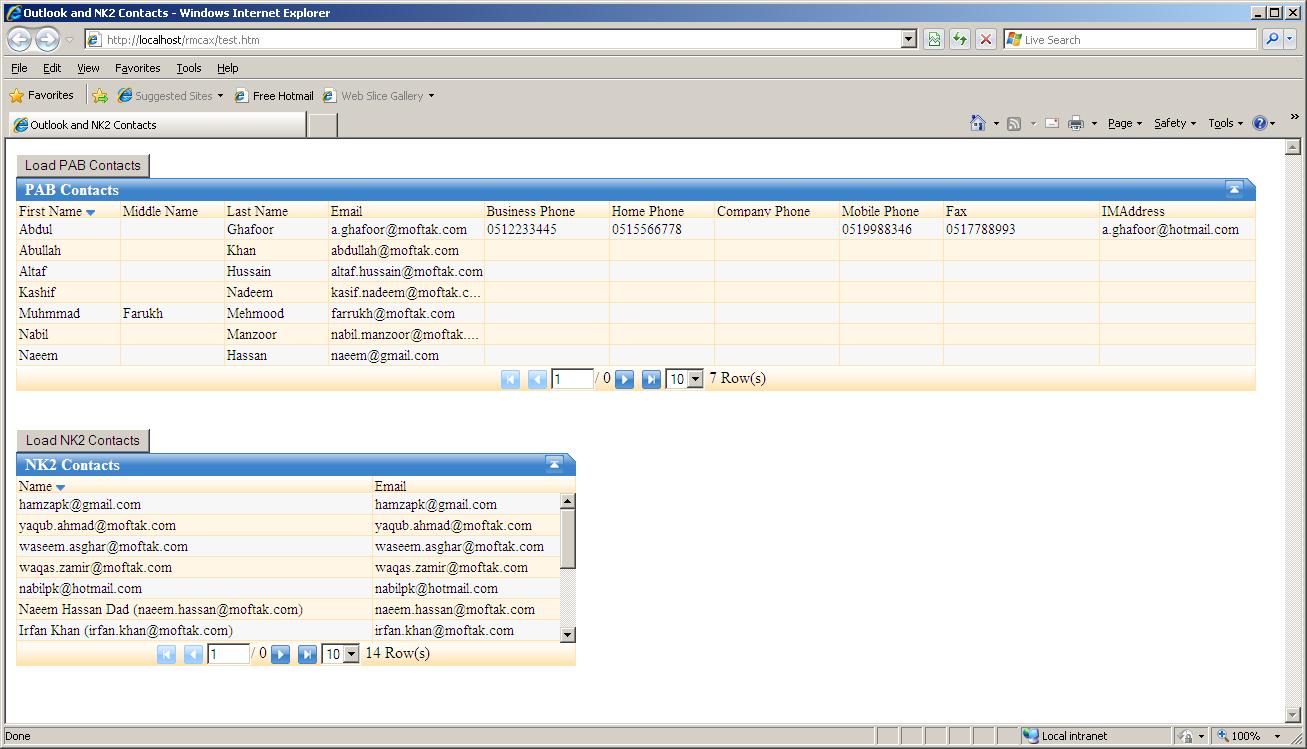 Outlook and NK2 Contacts - Windows Internet Explorer
http://localhost/rmcax/test.htm Live Search
File Edit View Favorites Tools Help
Favorites Suggested Sites Free Hotmail Web Slice Gallery
Outlook and NK2 Contacts Page Safety Tools »
Load PAB Contacts
PAB Contacts
First Name Middle Name Last Name Email Business Phone Home Phone Company Phone Mobile Phone Fax IMAddress
Abdul Ghafoor a.ghafoor@moftak.com 0512233445 0515566778 0519988346 0517788993 a.ghafoor@hotmail.com
Abullah Khan abdullah@moftak.com
Altaf Hussain altaf.hussain@moftak.com
Kashif Nadeem kasif.nadeem@moftak.c...
Muhmmad Farukh Mehmood farrukh@moftak.com
Nabil Manzoor nabil.manzoor@moftak....
Naeem Hassan naeem@gmail.com
1 / 0 10 7 Row(s)
Load NK2 Contacts
NK2 Contacts
Name Email
hamzapk@gmail.com hamzapk@gmail.com
yaqub.ahmad@moftak.com yaqub.ahmad@moftak.com
waseem.asghar@moftak.com waseem.asghar@moftak.com
waqas.zamir@moftak.com waqas.zamir@moftak.com
nabilpk@hotmail.com nabilpk@hotmail.com
Naeem Hassan Dad (naeem.hassan@moftak.com) naeem.hassan@moftak.com
Irfan Khan (irfan.khan@moftak.com) irfan.khan@moftak.com
1 / 0 10 14 Row(s)
Done Local intranet 100%